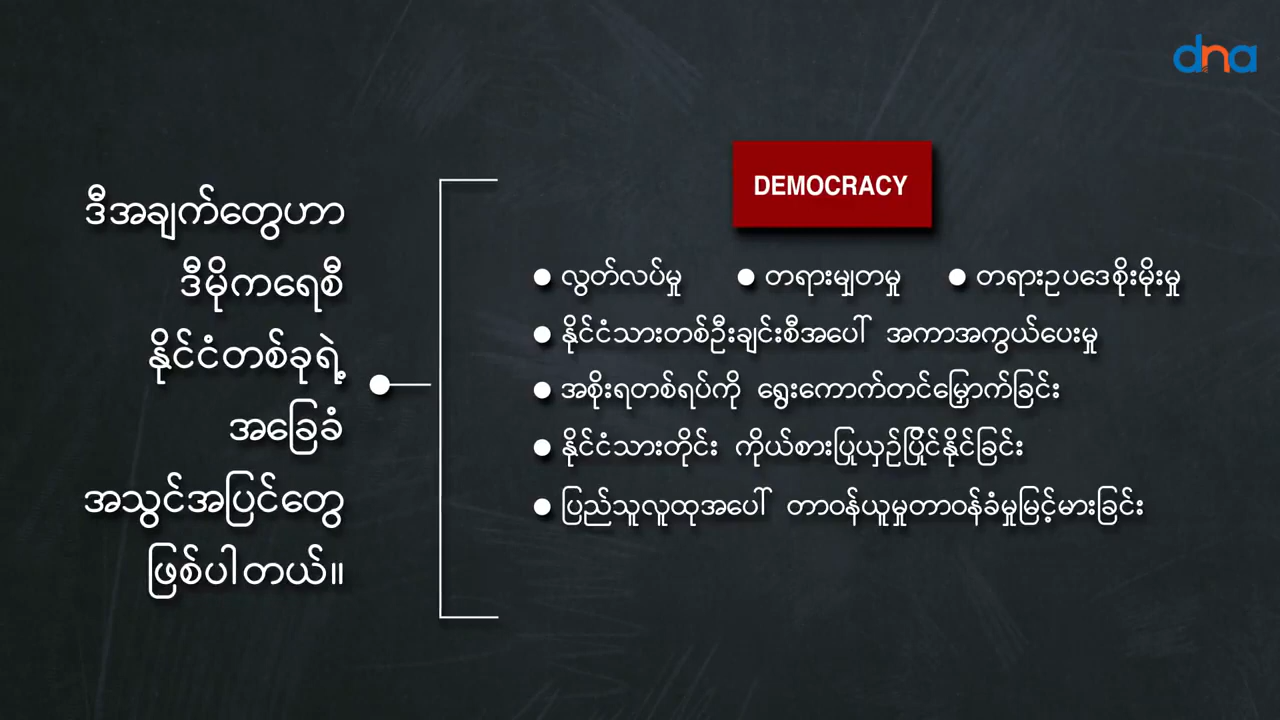 dna
DEMOCRACY
ဒီအချက်တွေဟာ
ဒီမိုကရေစီ
နိုင်ငံတစ်ခုရဲ့
အခြေခံ
အသွင်အပြင်တွေ
ဖြစ်ပါတယ်။
● လွတ်လပ်မှု ● တရားမျှတမှု ● တရားဥပဒေစိုးမိုးမှု
● နိုင်ငံသားတစ်ဦးချင်းစီအပေါ် အကာအကွယ်ပေးမှု
● အစိုးရတစ်ရပ်ကို ရွေးကောက်တင်မြှောက်ခြင်း
● နိုင်ငံသားတိုင်း ကိုယ်စားပြုယှဉ်ပြိုင်နိုင်ခြင်း
● ပြည်သူလူထုအပေါ် တာဝန်ယူမှုတာဝန်ခံမှုမြင့်မားခြင်း